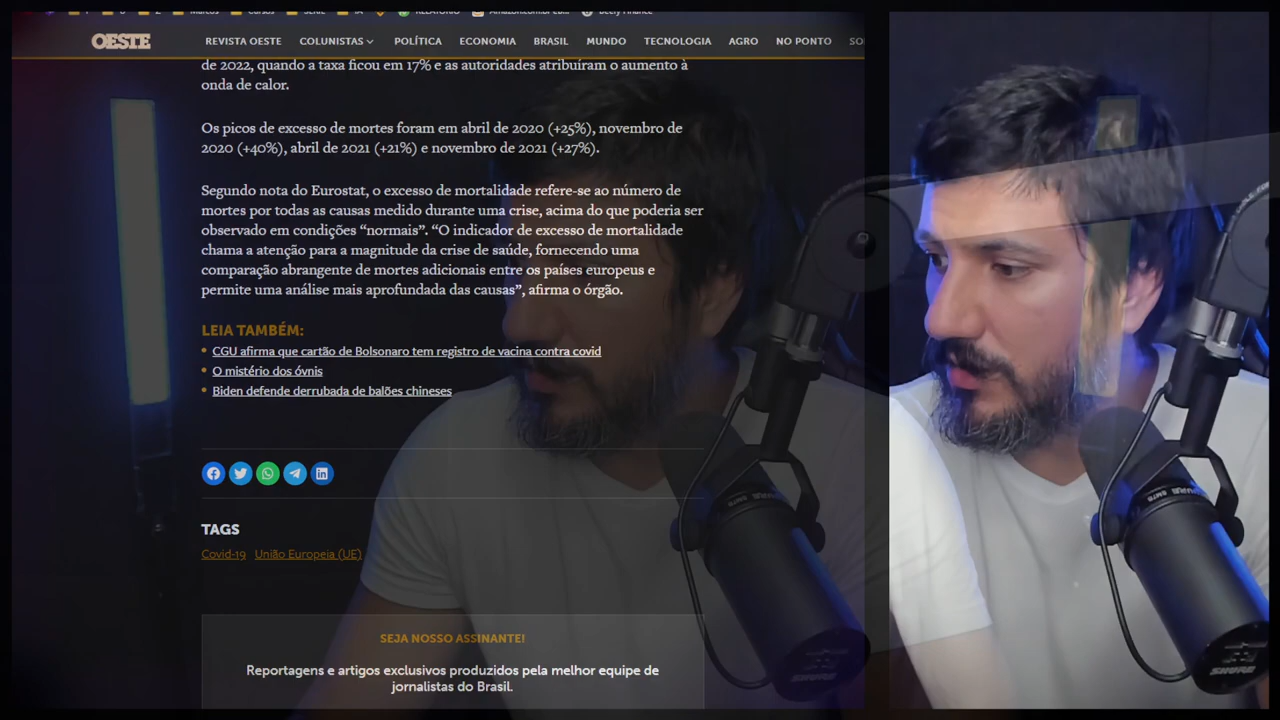 Marcos
Cursos
SÉRIE
IA
RELATÓRIO
OESTE
REVISTA OESTE COLUNISTAS POLÍTICA ECONOMIA BRASIL MUNDO TECNOLOGIA AGRO NO PONTO SO
de 2022, quando a taxa ficou em 17% e as autoridades atribuíram o aumento à
onda de calor.
Os picos de excesso de mortes foram em abril de 2020 (+25%), novembro de
2020 (+40%), abril de 2021 (+21%) e novembro de 2021 (+27%).
Segundo nota do Eurostat, o excesso de mortalidade refere-se ao número de
mortes por todas as causas medido durante uma crise, acima do que poderia ser
observado em condições “normais”. “O indicador de excesso de mortalidade
chama a atenção para a magnitude da crise de saúde, fornecendo uma
comparação abrangente de mortes adicionais entre os países europeus e
permite uma análise mais aprofundada das causas”, afirma o órgão.
LEIA TAMBÉM:
CGU afirma que cartão de Bolsonaro tem registro de vacina contra covid
O mistério dos óvnis
Biden defende derrubada de balões chineses
TAGS
Covid-19 União Europeia (UE)
SEJA NOSSO ASSINANTE!
Reportagens e artigos exclusivos produzidos pela melhor equipe de
jornalistas do Brasil.
SHURE